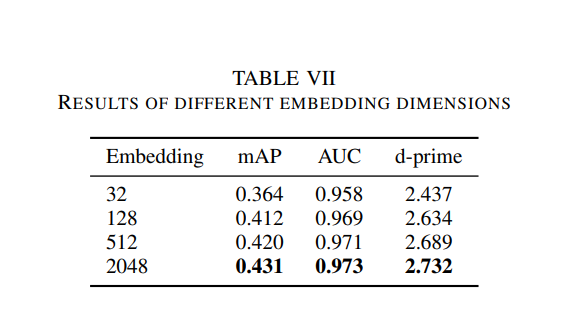 TABLE VII
RESULTS OF DIFFERENT EMBEDDING DIMENSIONS
Embedding mAP AUC d-prime
32 0.364 0.958 2.437
128 0.412 0.969 2.634
512 0.420 0.971 2.689
2048 0.431 0.973 2.732